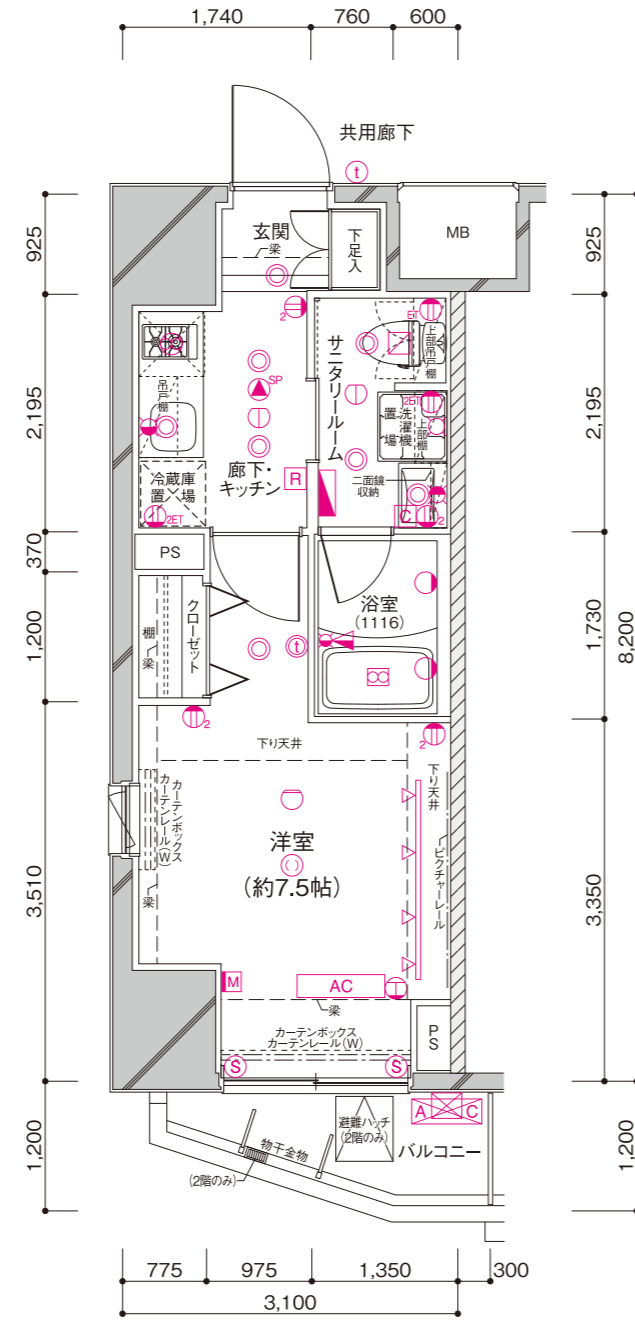 1,740
760
600
共用廊下
t
925
玄関
梁
下足入
MB
925
2
ET
上部吊戸棚
サニタリールーム
SP
吊戸棚
2ET
洗濯機置場
上部棚
2,195
2,195
廊下・キッチン
R
二面鏡収納
冷蔵庫置場
2ET
C
2
370
PS
浴室
(1116)
1,200
クローゼット
棚
梁
t
1,730
8,200
2
下り天井
2
下り天井
カーテンボックス
カーテンレール(W)
洋室
(約7.5帖)
ピクチャーレール
3,510
3,350
梁
M
AC
梁
カーテンボックス
カーテンレール(W)
PS
S
S
避難ハッチ
(2階のみ)
A C
バルコニー
物干金物
(2階のみ)
1,200
1,200
775
975
1,350
300
3,100